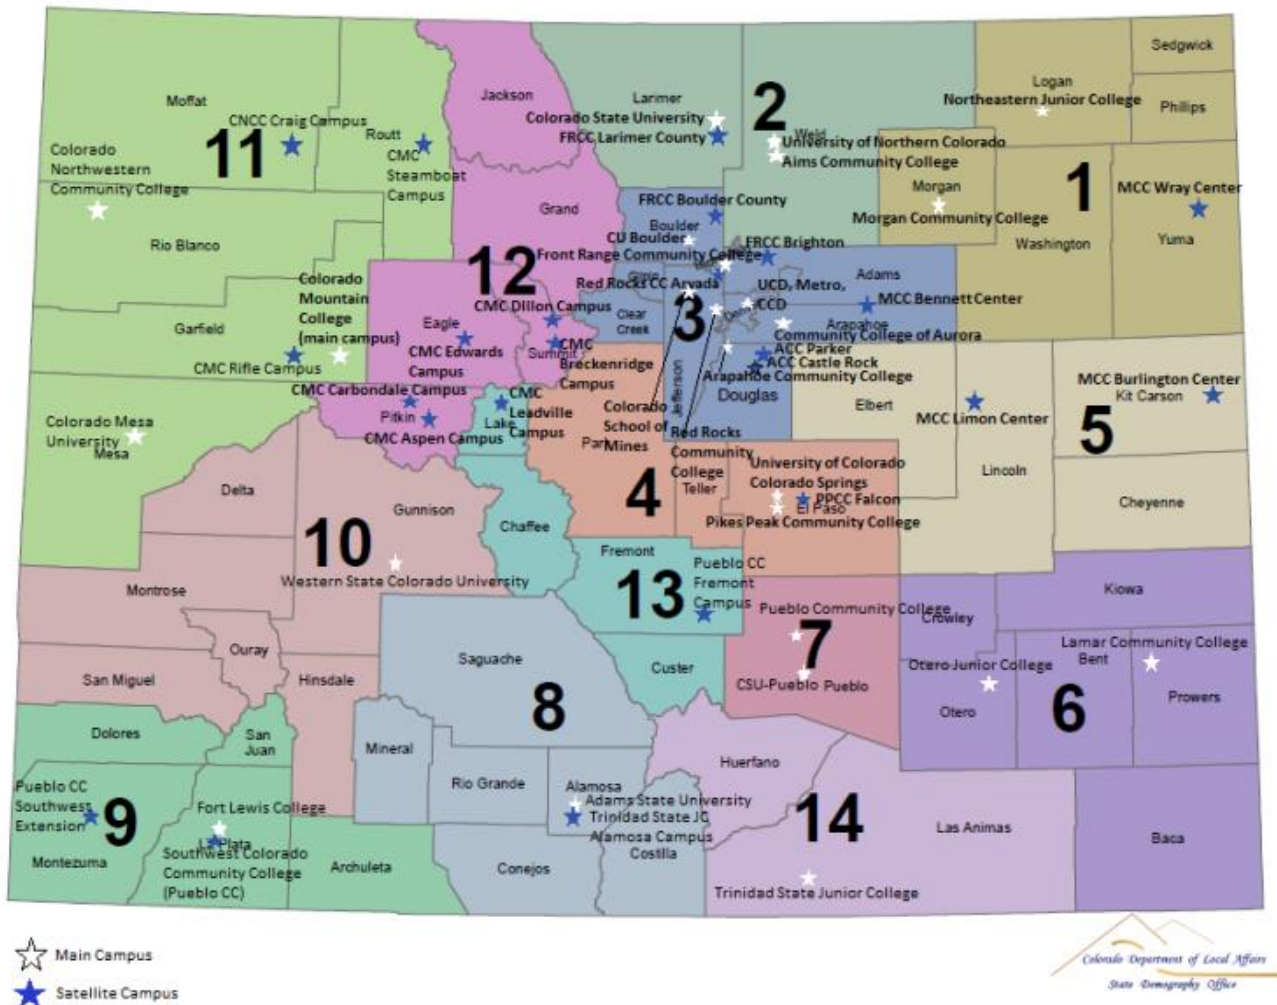 Sedgwick
Logan
Northeastern Junior College
Phillips
Jackson
Larimer
Colorado State University
FRCC Larimer County
2
Weld
University of Northern Colorado
Aims Community College
Moffat
CNCC Craig Campus
11
Routt
CMC
Steamboat
Campus
Colorado
Northwestern
Community College
Rio Blanco
Morgan
Morgan Community College
1
MCC Wray Center
Washington
Yuma
Grand
12
FRCC Boulder County
Boulder
CU Boulder
Front Range Community College
FRCC Brighton
Adams
Red Rocks CC Arvada
UCD, Metro,
CCD
MCC Bennett Center
Clear
Creek
3
Arapahoe
Community College of Aurora
ACC Parker
ACC Castle Rock
Arapahoe Community College
Douglas
Jefferson
Colorado
Mountain
College
(main campus)
Garfield
CMC Rifle Campus
CMC Dillon Campus
Eagle
CMC Edwards
Campus
Summit
CMC
Breckenridge
Campus
CMC Carbondale Campus
Pitkin
CMC Aspen Campus
CMC
Leadville
Campus
Lake
Colorado
School of
Mines
Park
Red Rocks
Community
College
Teller
4
Elbert
MCC Limon Center
MCC Burlington Center
Kit Carson
5
Lincoln
Cheyenne
Colorado Mesa
University
Mesa
Delta
Gunnison
10
Western State Colorado University
Chaffee
University of Colorado
Colorado Springs
PPCC Falcon
El Paso
Pikes Peak Community College
Montrose
Fremont
13
Pueblo CC
Fremont
Campus
Pueblo Community College
7
CSU-Pueblo
Pueblo
Crowley
Kiowa
Otero Junior College
Otero
Lamar Community College
Bent
6
Prowers
Ouray
San Miguel
Hinsdale
Saguache
8
Custer
Dolores
San
Juan
Mineral
Rio Grande
Alamosa
Adams State University
Trinidad State JC
Alamosa Campus
Costilla
Conejos
Huerfano
14
Las Animas
Trinidad State Junior College
Baca
Pueblo CC
Southwest
Extension
9
Montezuma
Fort Lewis College
La Plata
Southwest Colorado
Community College
(Pueblo CC)
Archuleta
Main Campus
Satellite Campus
Colorado Department of Local Affairs
State Demography Office